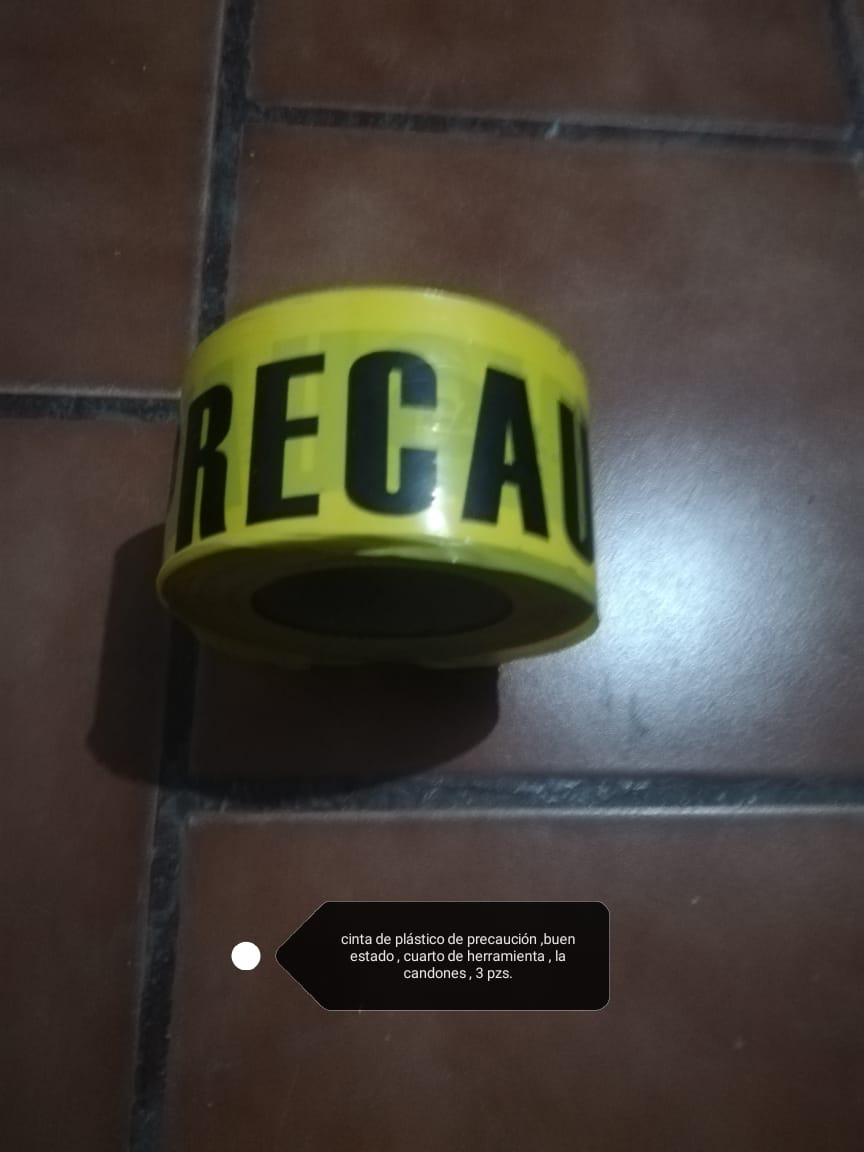 RECAU
cinta de plástico de precaución ,buen
estado , cuarto de herramienta , la
candones , 3 pzs.